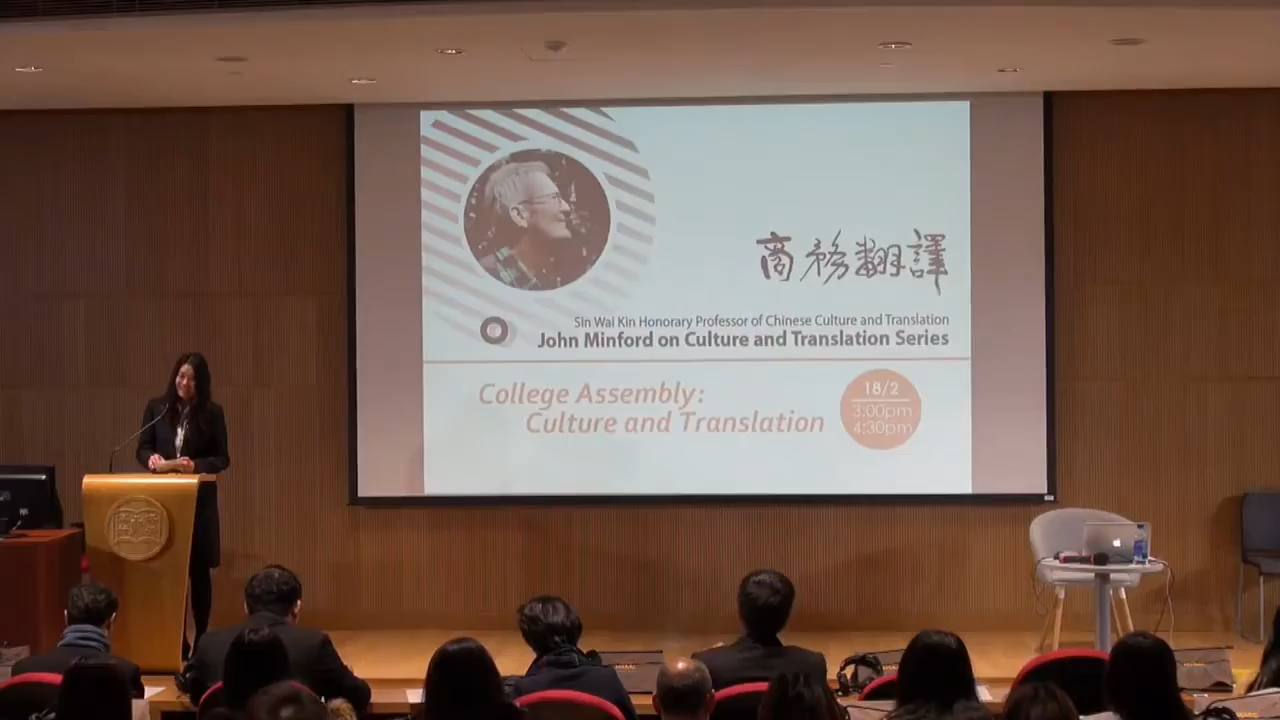 商務翻譯
Sin Wai Kin Honorary Professor of Chinese Culture and Translation
John Minford on Culture and Translation Series
College Assembly:
Culture and Translation
18/2
3:00pm
4:30pm